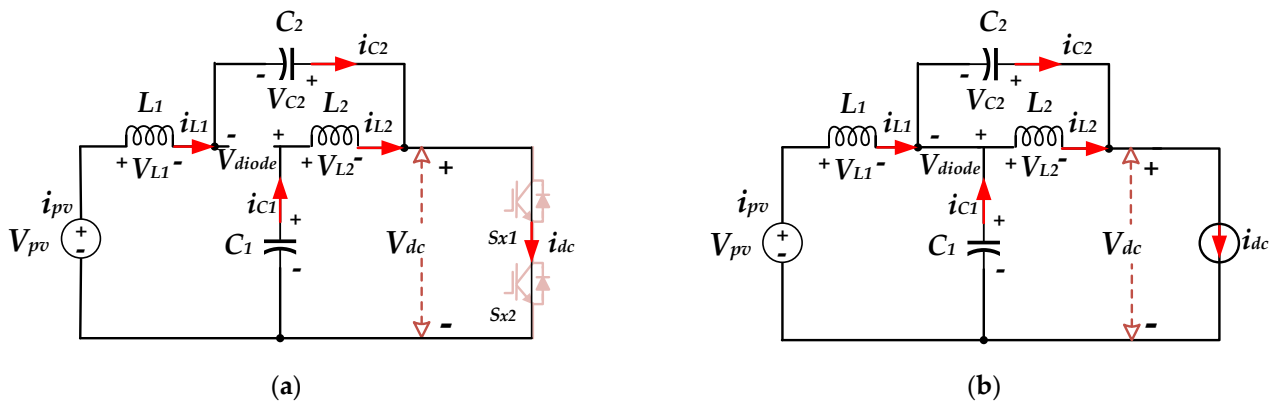 C2
iC2
- +
VC2
L1
L2
iL1
iL2
- +
+ VL1 -
Vdiode
+ VL2 -
+
ipv
iC1
+
Vpv
+
-
C1
-
Vdc
Sx1
idc
Sx2
-
(a)
C2
iC2
- +
VC2
L1
L2
iL1
iL2
- +
+ VL1 -
Vdiode
+ VL2 -
+
ipv
iC1
+
Vpv
+
-
C1
-
Vdc
idc
-
(b)